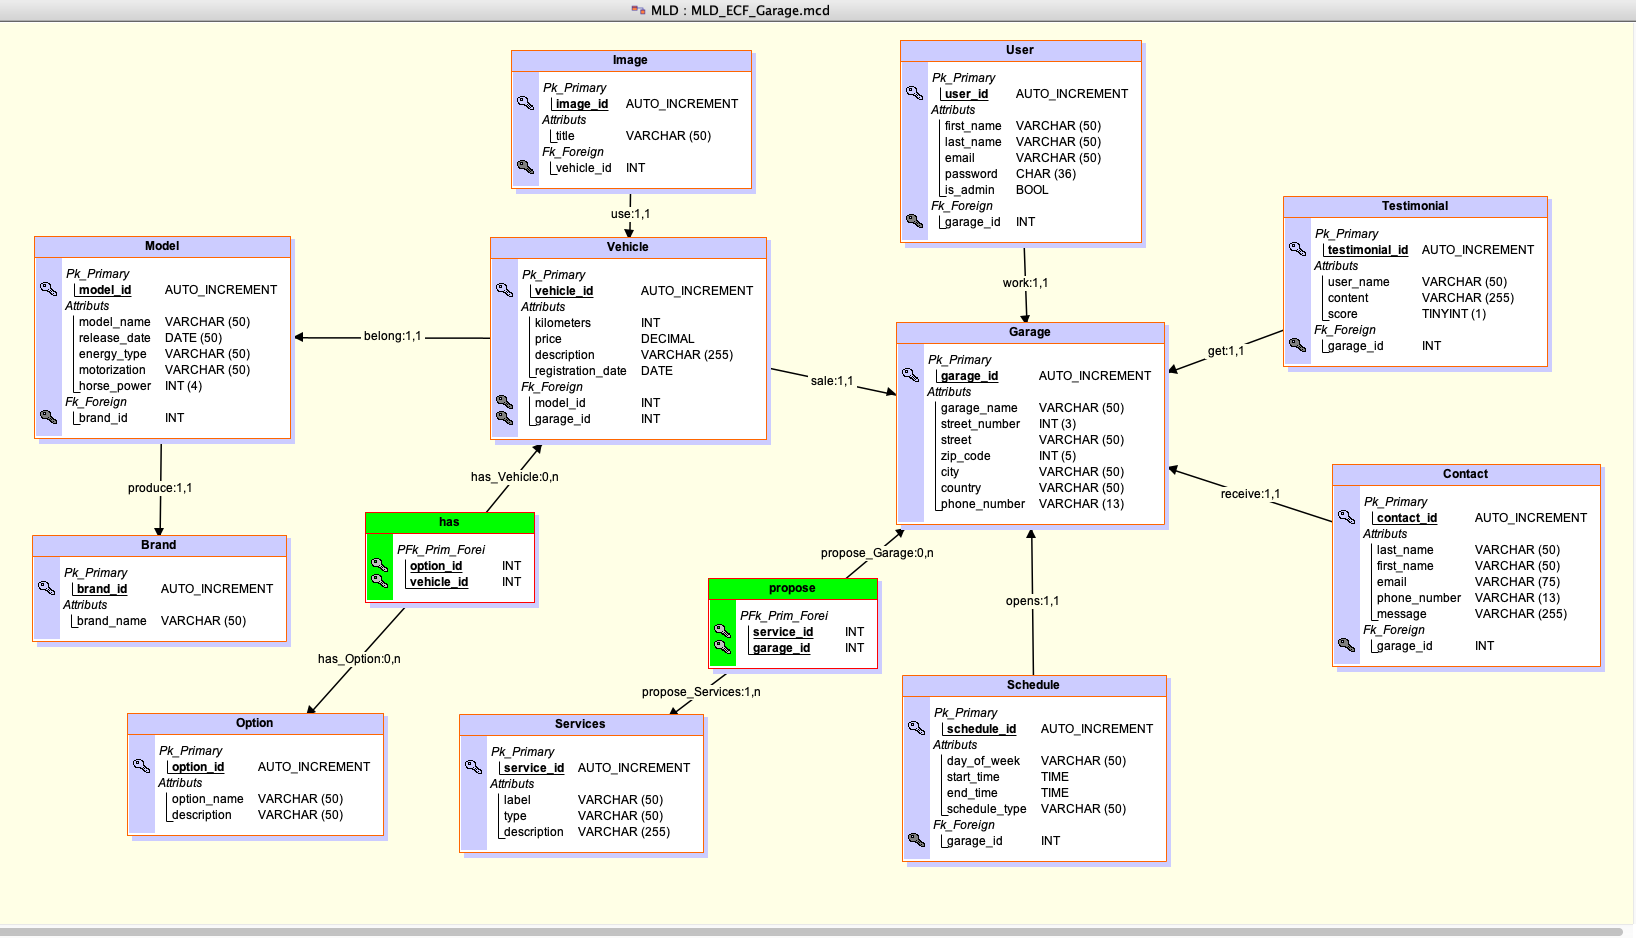 MLD : MLD_ECF_Garage.mcd
Image
Pk_Primary
image_id AUTO_INCREMENT
Attributs
title VARCHAR (50)
Fk_Foreign
vehicle_id INT
use:1,1
User
Pk_Primary
user_id AUTO_INCREMENT
Attributs
first_name VARCHAR (50)
last_name VARCHAR (50)
email VARCHAR (50)
password CHAR (36)
is_admin BOOL
Fk_Foreign
garage_id INT
work:1,1
Testimonial
Pk_Primary
testimonial_id AUTO_INCREMENT
Attributs
user_name VARCHAR (50)
content VARCHAR (255)
score TINYINT (1)
Fk_Foreign
garage_id INT
get:1,1
Model
Pk_Primary
model_id AUTO_INCREMENT
Attributs
model_name VARCHAR (50)
release_date DATE (50)
energy_type VARCHAR (50)
motorization VARCHAR (50)
horse_power INT (4)
Fk_Foreign
brand_id INT
belong:1,1
Vehicle
Pk_Primary
vehicle_id AUTO_INCREMENT
Attributs
kilometers INT
price DECIMAL
description VARCHAR (255)
registration_date DATE
Fk_Foreign
model_id INT
garage_id INT
sale:1,1
Garage
Pk_Primary
garage_id AUTO_INCREMENT
Attributs
garage_name VARCHAR (50)
street_number INT (3)
street VARCHAR (50)
zip_code INT (5)
city VARCHAR (50)
country VARCHAR (50)
phone_number VARCHAR (13)
produce:1,1
has_Vehicle:0,n
receive:1,1
Contact
Pk_Primary
contact_id AUTO_INCREMENT
Attributs
last_name VARCHAR (50)
first_name VARCHAR (50)
email VARCHAR (75)
phone_number VARCHAR (13)
message VARCHAR (255)
Fk_Foreign
garage_id INT
Brand
Pk_Primary
brand_id AUTO_INCREMENT
Attributs
brand_name VARCHAR (50)
has
PFk_Prim_Forei
option_id INT
vehicle_id INT
has_Option:0,n
propose_Garage:0,n
propose
PFk_Prim_Forei
service_id INT
garage_id INT
propose_Services:1,n
opens:1,1
Option
Pk_Primary
option_id AUTO_INCREMENT
Attributs
option_name VARCHAR (50)
description VARCHAR (50)
Services
Pk_Primary
service_id AUTO_INCREMENT
Attributs
label VARCHAR (50)
type VARCHAR (50)
description VARCHAR (255)
Schedule
Pk_Primary
schedule_id AUTO_INCREMENT
Attributs
day_of_week VARCHAR (50)
start_time TIME
end_time TIME
schedule_type VARCHAR (50)
Fk_Foreign
garage_id INT